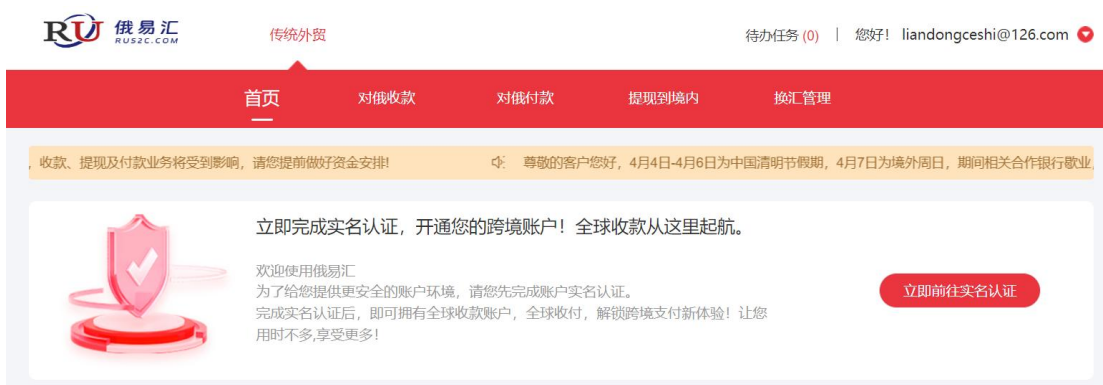 RU 俄易汇
RUS2C.COM
传统外贸
待办任务 (0) | 您好! liandongceshi@126.com
首页 对俄收款 对俄付款 提现到境内 换汇管理
，收款、提现及付款业务将受到影响，请您提前做好资金安排! 尊敬的客户您好，4月4日-4月6日为中国清明节假期，4月7日为境外周日，期间相关合作银行歇业
立即完成实名认证，开通您的跨境账户！全球收款从这里起航。
欢迎使用俄易汇
为了给您提供更安全的账户环境，请您先完成账户实名认证。
立即前往实名认证
完成实名认证后，即可拥有全球收款账户，全球收付，解锁跨境支付新体验！让您
用时不多,享受更多！